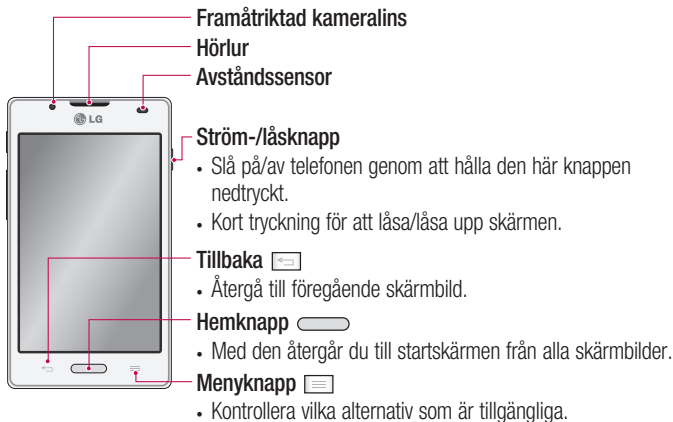 Framåtriktad kameralins
Hörlur
Avståndssensor
LG
Ström-/låsknapp
• Slå på/av telefonen genom att hålla den här knappen
nedtryckt.
• Kort tryckning för att låsa/låsa upp skärmen.
Tillbaka
• Återgå till föregående skärmbild.
Hemknapp
• Med den återgår du till startskärmen från alla skärmbilder.
Menyknapp
• Kontrollera vilka alternativ som är tillgängliga.